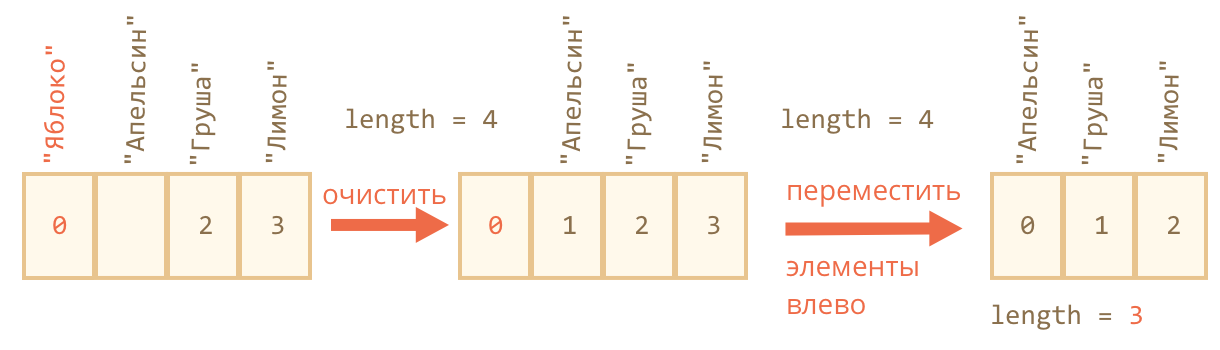 "Яблоко"
"Апельсин"
"Груша"
"Лимон"
0
2
3
length = 4
очистить
"Апельсин"
"Груша"
"Лимон"
0
1
2
3
length = 4
переместить
элементы
влево
"Апельсин"
"Груша"
"Лимон"
0
1
2
length = 3